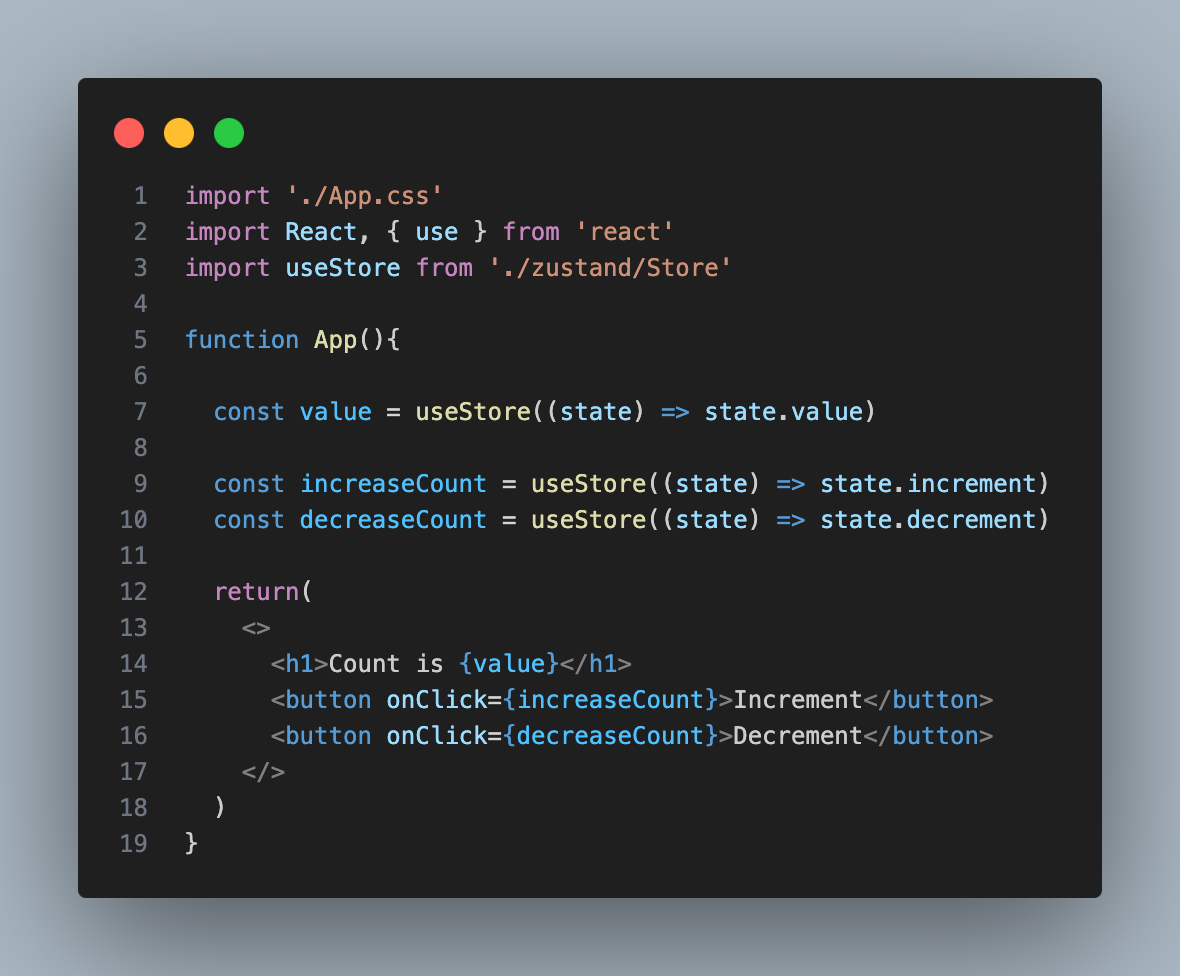 1 import './App.css'
2 import React, { use } from 'react'
3 import useStore from './zustand/Store'
4
5 function App(){
6
7   const value = useStore((state) => state.value)
8
9   const increaseCount = useStore((state) => state.increment)
10   const decreaseCount = useStore((state) => state.decrement)
11
12   return(
13     <>
14       <h1>Count is {value}</h1>
15       <button onClick={increaseCount}>Increment</button>
16       <button onClick={decreaseCount}>Decrement</button>
17     </>
18   )
19 }